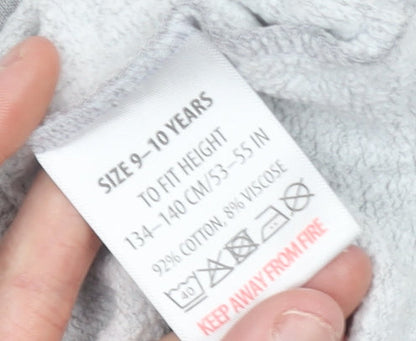 SIZE 9–10 YEARS
TO FIT HEIGHT
134–140 CM/53–55 IN
92% COTTON, 8% VISCOSE
40
KEEP AWAY FROM FIRE